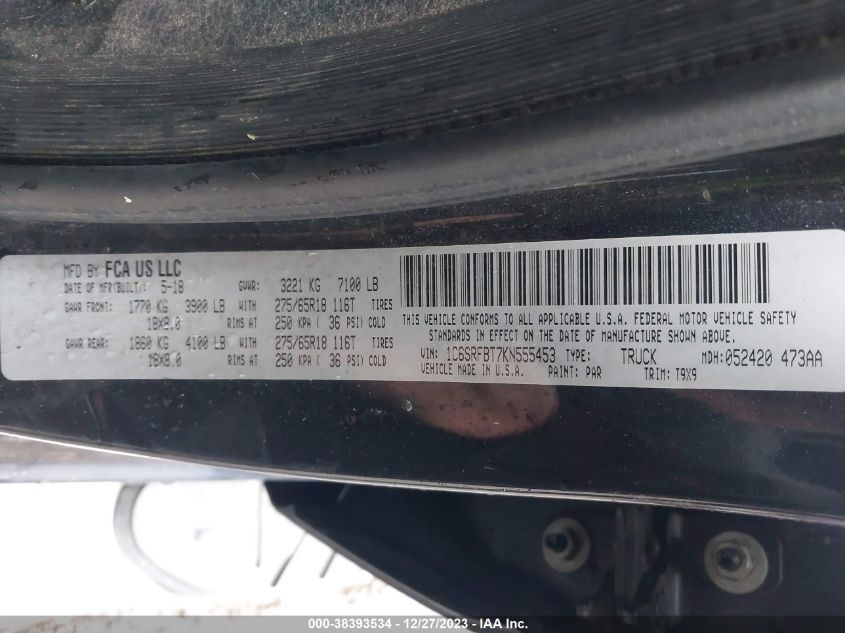 MFD BY FCA US LLC
DATE OF MFR(BUILT): 5-18 GVWR: 3221 KG 7100 LB
GAWR FRONT: 1770 KG 3900 LB WITH 275/65R18 116T TIRES
18X8.0 RIMS AT 250 KPA ( 36 PSI) COLD
GAWR REAR: 1860 KG 4100 LB WITH 275/65R18 116T TIRES
18X8.0 RIMS AT 250 KPA ( 36 PSI) COLD
THIS VEHICLE CONFORMS TO ALL APPLICABLE U.S.A. FEDERAL MOTOR VEHICLE SAFETY
STANDARDS IN EFFECT ON THE DATE OF MANUFACTURE SHOWN ABOVE.
VIN: 1C6SRFBT7KN555453 TYPE: TRUCK MDH:052420 473AA
VEHICLE MADE IN U.S.A. PAINT: PAR TRIM: T9X9
000-38393534 - 12/27/2023 - IAA, Inc.